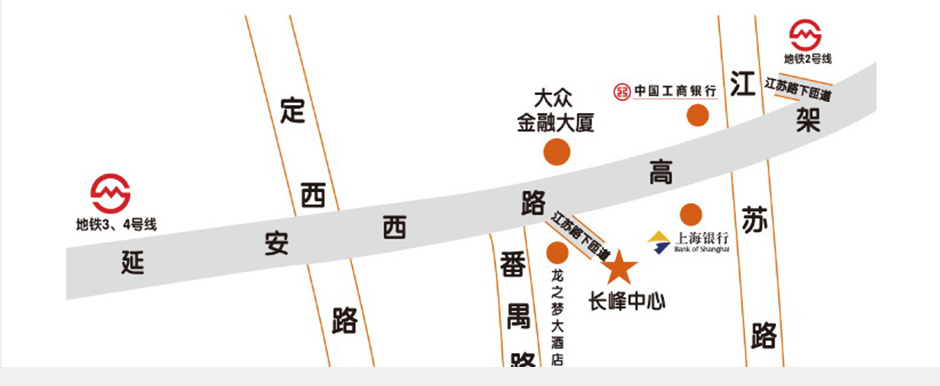 地铁2号线
江苏路下匝道
中国工商银行
大众
金融大厦
定西路
江苏路
延安西路高架
地铁3、4号线
江苏路下匝道
上海银行
Bank of Shanghai
番禺路
龙之梦大酒店
长峰中心